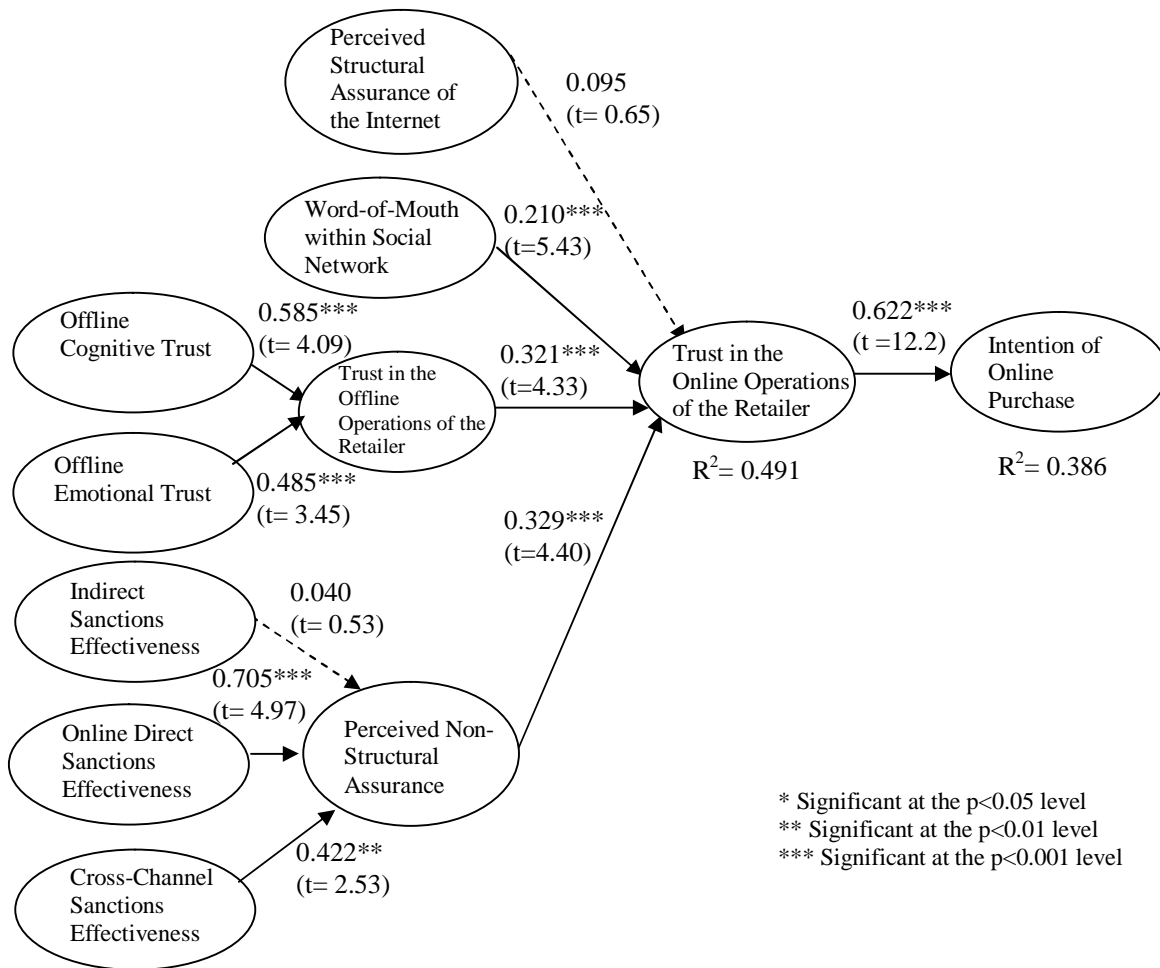 Perceived
Structural
Assurance of
the Internet
0.095
(t= 0.65)
Word-of-Mouth
within Social
Network
0.210***
(t=5.43)
Offline
Cognitive Trust
0.585***
(t= 4.09)
Trust in the
Offline
Operations of the
Retailer
0.321***
(t=4.33)
Trust in the
Online Operations
of the Retailer
R²= 0.491
0.622***
(t =12.2)
Intention of
Online
Purchase
R²= 0.386
Offline
Emotional Trust
0.485***
(t= 3.45)
0.329***
(t=4.40)
Indirect
Sanctions
Effectiveness
0.040
(t= 0.53)
0.705***
(t= 4.97)
Online Direct
Sanctions
Effectiveness
Perceived Non-
Structural
Assurance
0.422**
(t= 2.53)
Cross-Channel
Sanctions
Effectiveness
* Significant at the p<0.05 level
** Significant at the p<0.01 level
*** Significant at the p<0.001 level